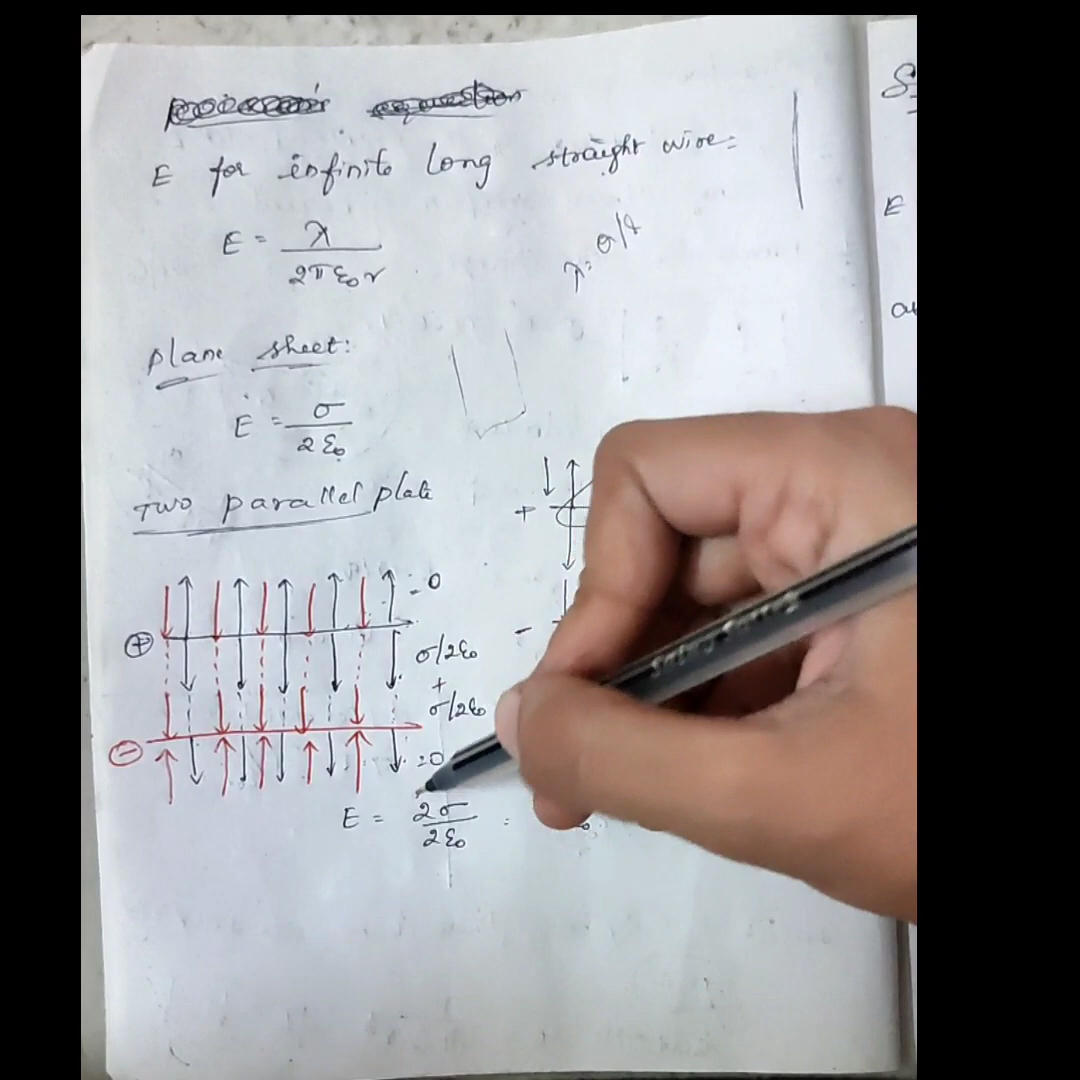 E for infinite long straight wire:
E = λ / 2πε₀r
λ = σ/l
plane sheet:
E = σ / 2ε₀
Two parallel plate
= 0
⊕
σ/2ε₀
+
σ/2ε₀
⊖
= 0
E = 2σ / 2ε₀ =
+
-
E